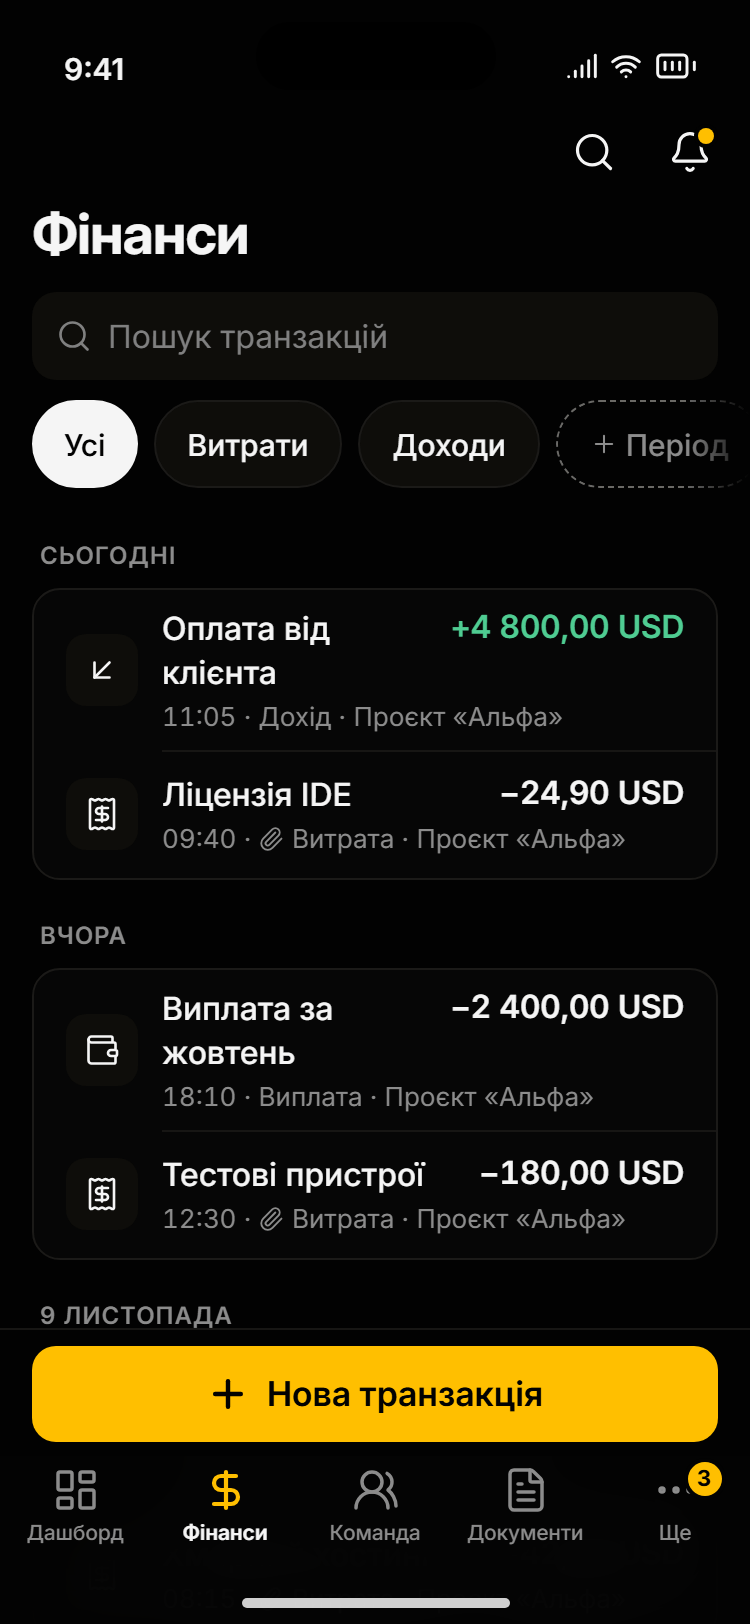 9:41
Фінанси
Пошук транзакцій
Усі
Витрати
Доходи
+ Період
СЬОГОДНІ
Оплата від клієнта
+4 800,00 USD
11:05 · Дохід · Проєкт «Альфа»
Ліцензія IDE
−24,90 USD
09:40 · Витрата · Проєкт «Альфа»
ВЧОРА
Виплата за жовтень
−2 400,00 USD
18:10 · Виплата · Проєкт «Альфа»
Тестові пристрої
−180,00 USD
12:30 · Витрата · Проєкт «Альфа»
9 ЛИСТОПАДА
+ Нова транзакція
Дашборд
Фінанси
Команда
Документи
3
Ще